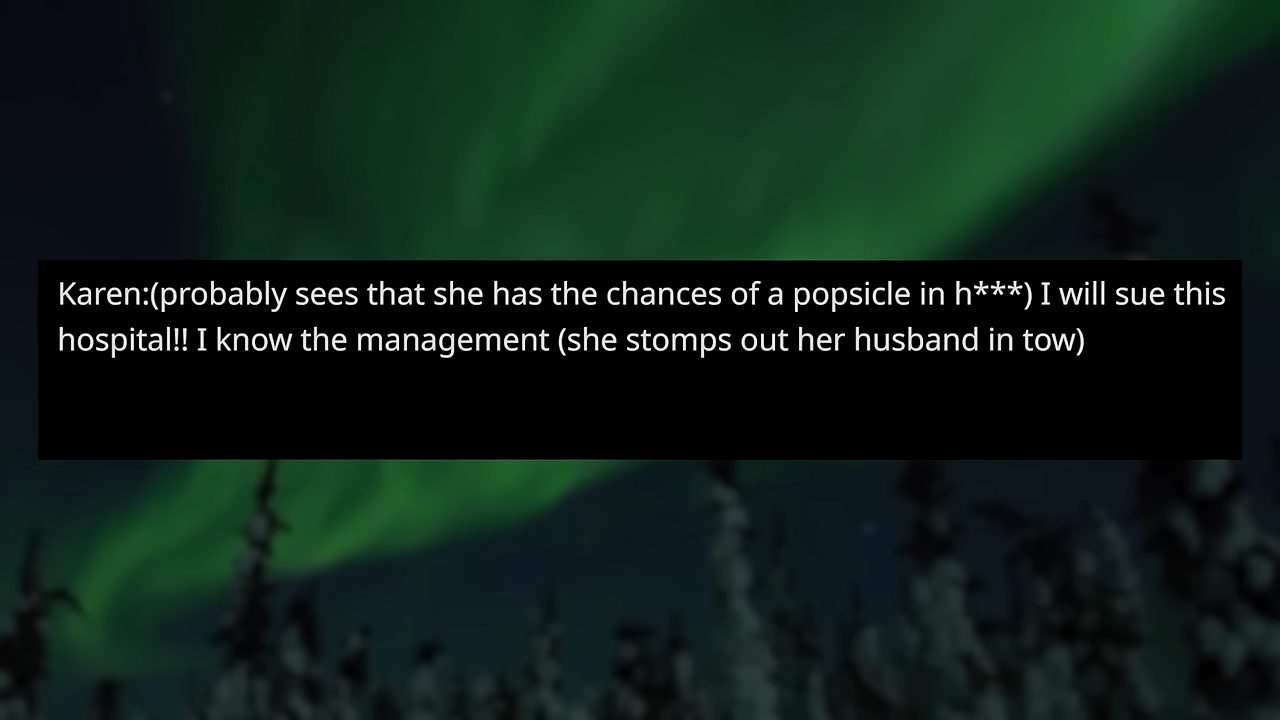 Karen:(probably sees that she has the chances of a popsicle in h***) I will sue this
hospital!! I know the management (she stomps out her husband in tow)